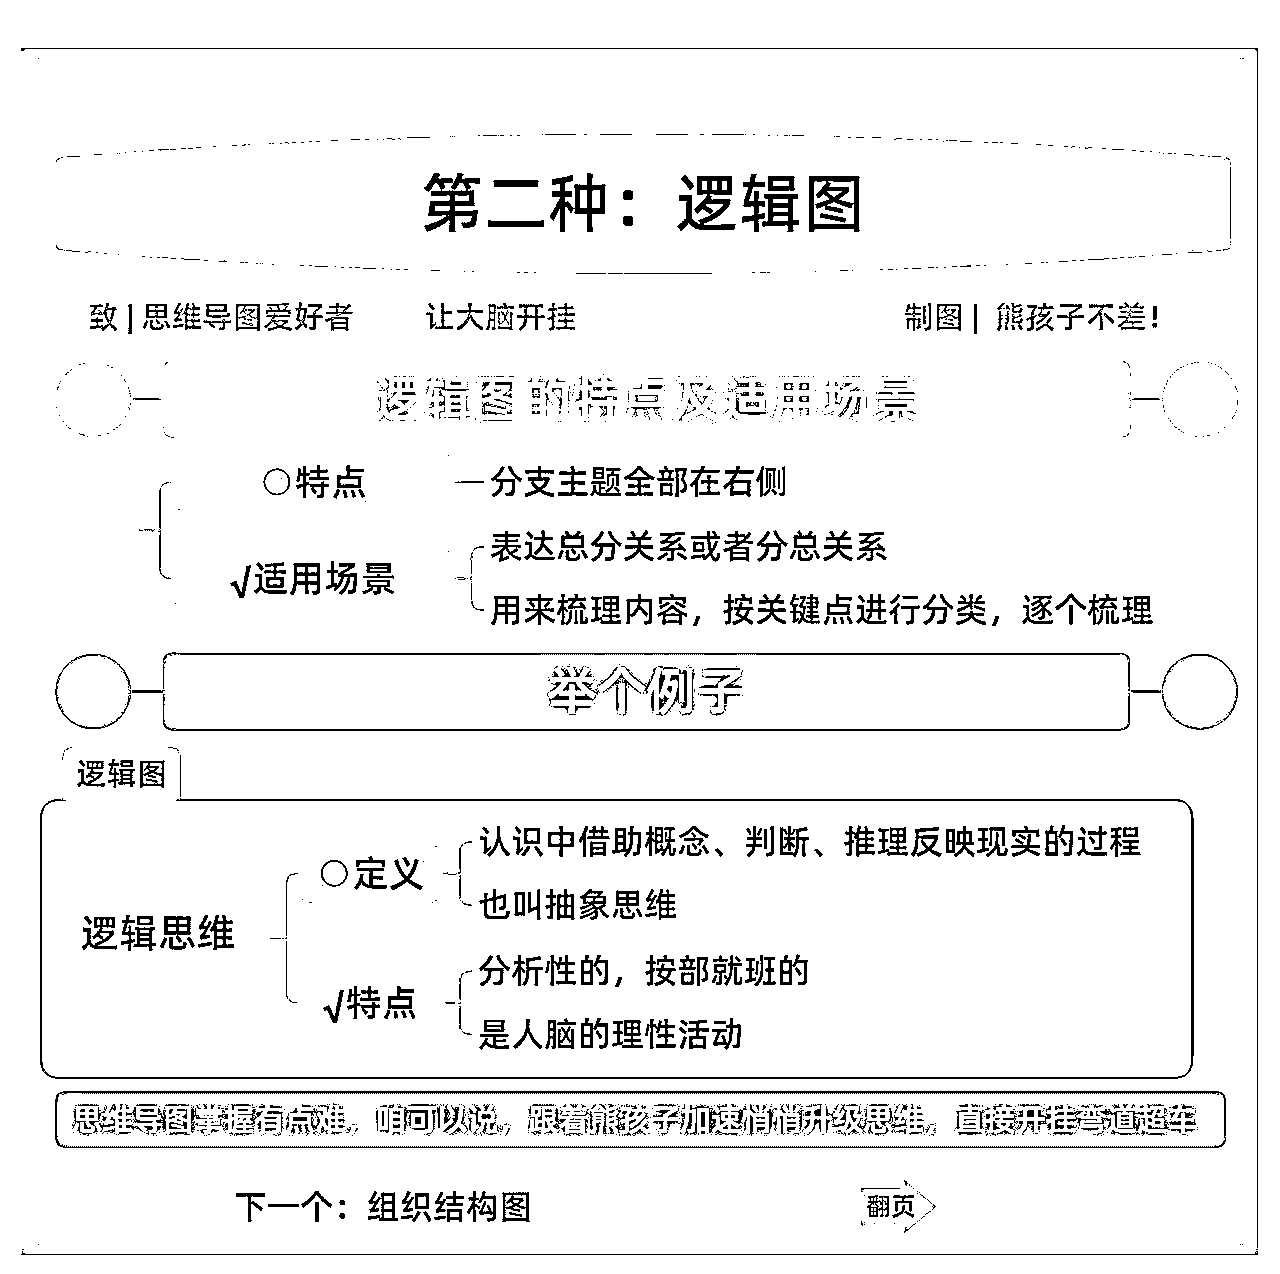 第二种：逻辑图
致 | 思维导图爱好者 让大脑开挂 制图 | 熊孩子不差!
逻辑图的特点及适用场景
○特点
分支主题全部在右侧
√适用场景
表达总分关系或者分总关系
用来梳理内容，按关键点进行分类，逐个梳理
举个例子
逻辑图
逻辑思维
○定义
认识中借助概念、判断、推理反映现实的过程
也叫抽象思维
√特点
分析性的，按部就班的
是人脑的理性活动
思维导图掌握有点难，咱可以说，跟着熊孩子加速悄悄升级思维，直接开挂弯道超车
下一个：组织结构图 翻页